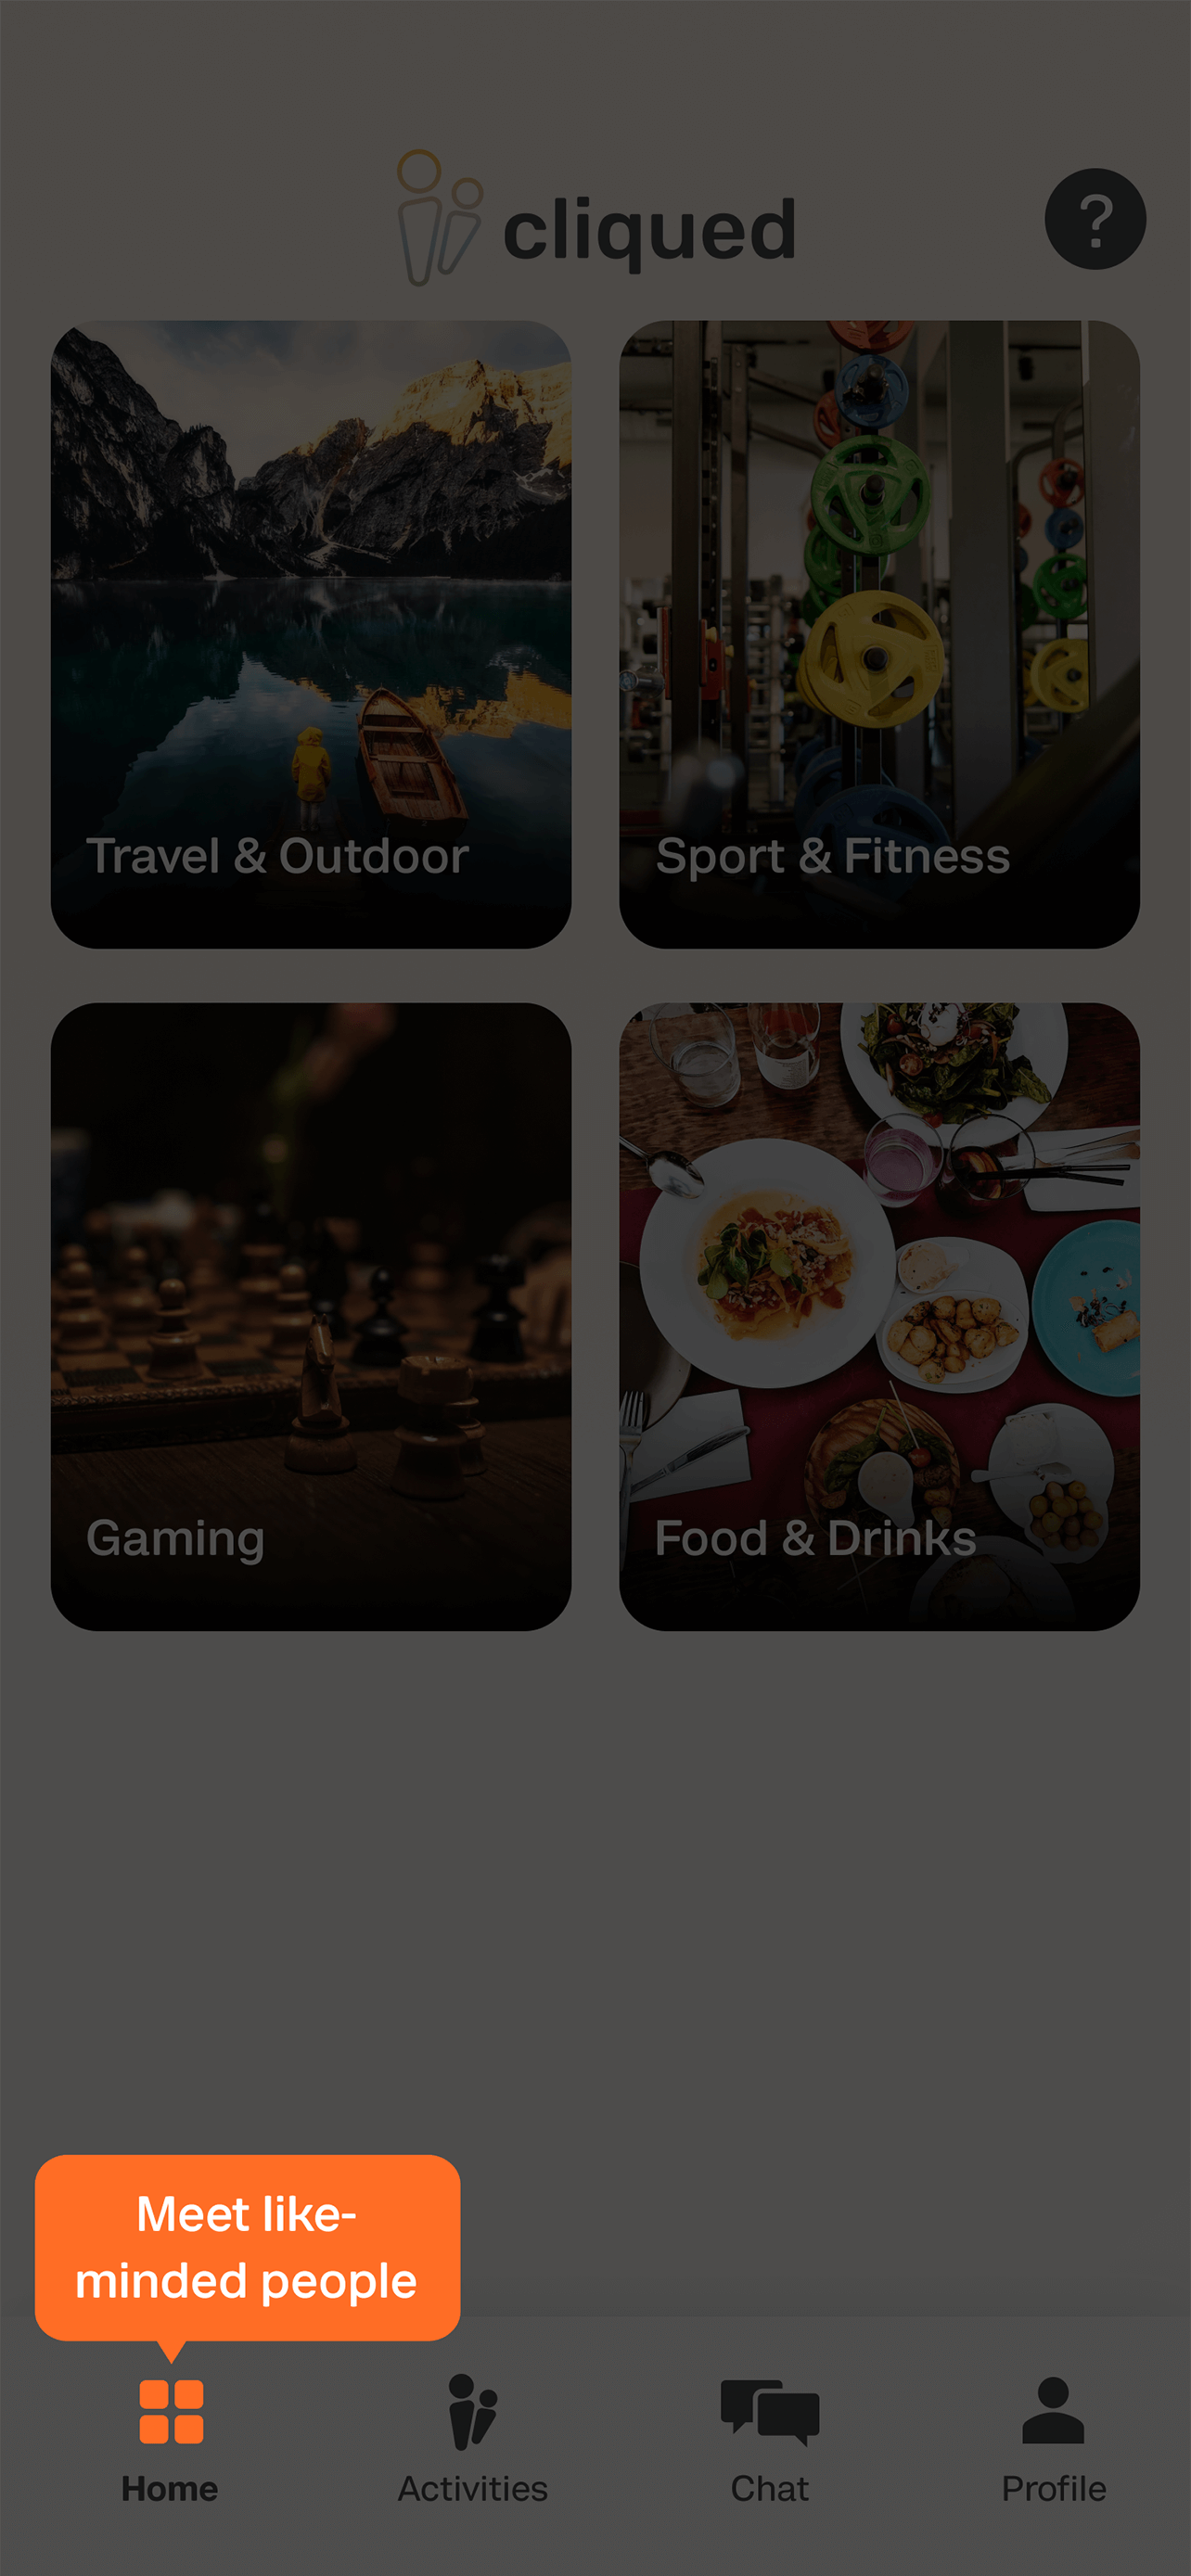 cliqued
?
Travel & Outdoor
Sport & Fitness
Gaming
Food & Drinks
Meet like-
minded people
Home
Activities
Chat
Profile